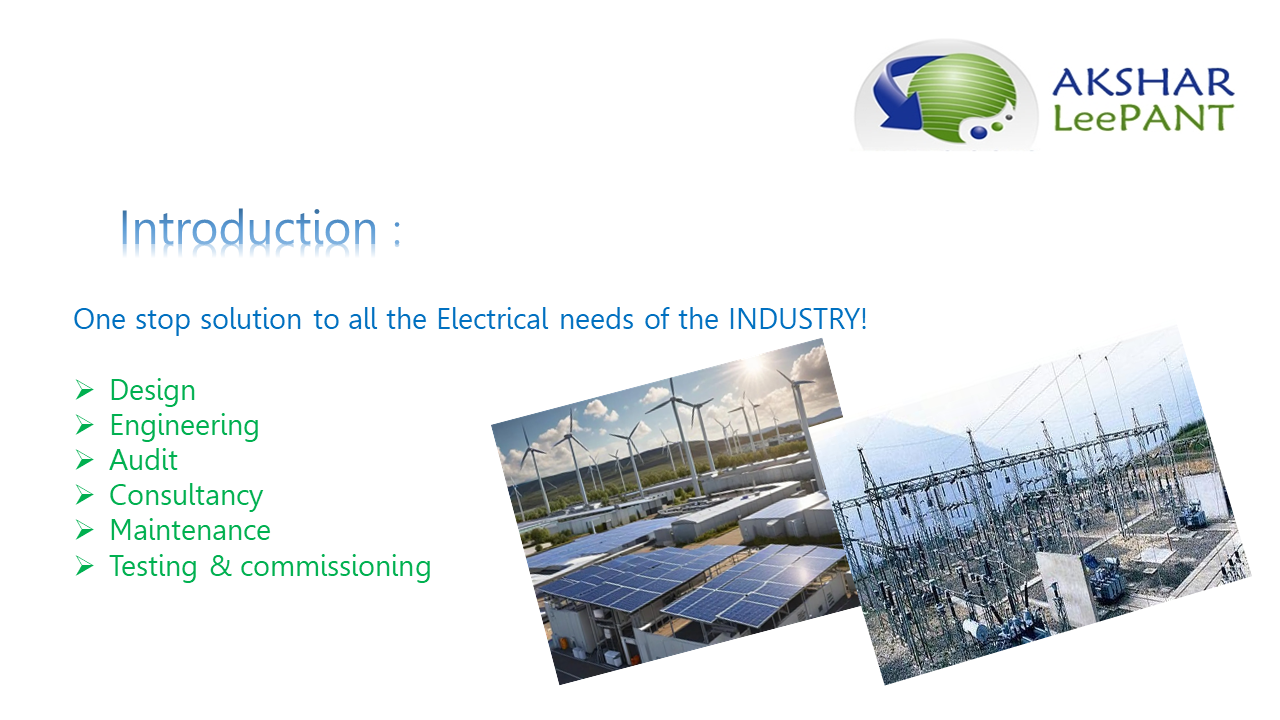 AKSHAR
LeePANT
Introduction :
One stop solution to all the Electrical needs of the INDUSTRY!
➢ Design
➢ Engineering
➢ Audit
➢ Consultancy
➢ Maintenance
➢ Testing & commissioning